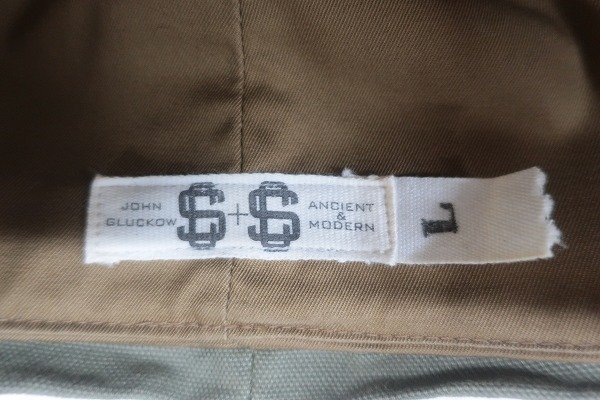 JOHN
GLUCKOW
+
ANCIENT
&
MODERN
L